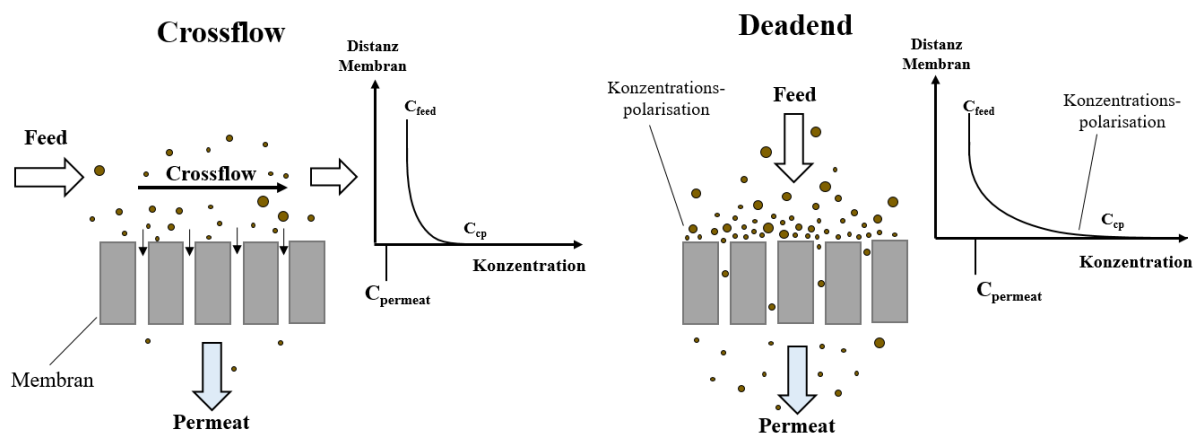 Crossflow
Feed
Crossflow
Membran
Permeat
Distanz
Membran
C_feed
C_cp
Konzentration
C_permeat
Deadend
Konzentrations-
polarisation
Feed
Permeat
Distanz
Membran
C_feed
Konzentrations-
polarisation
C_cp
Konzentration
C_permeat